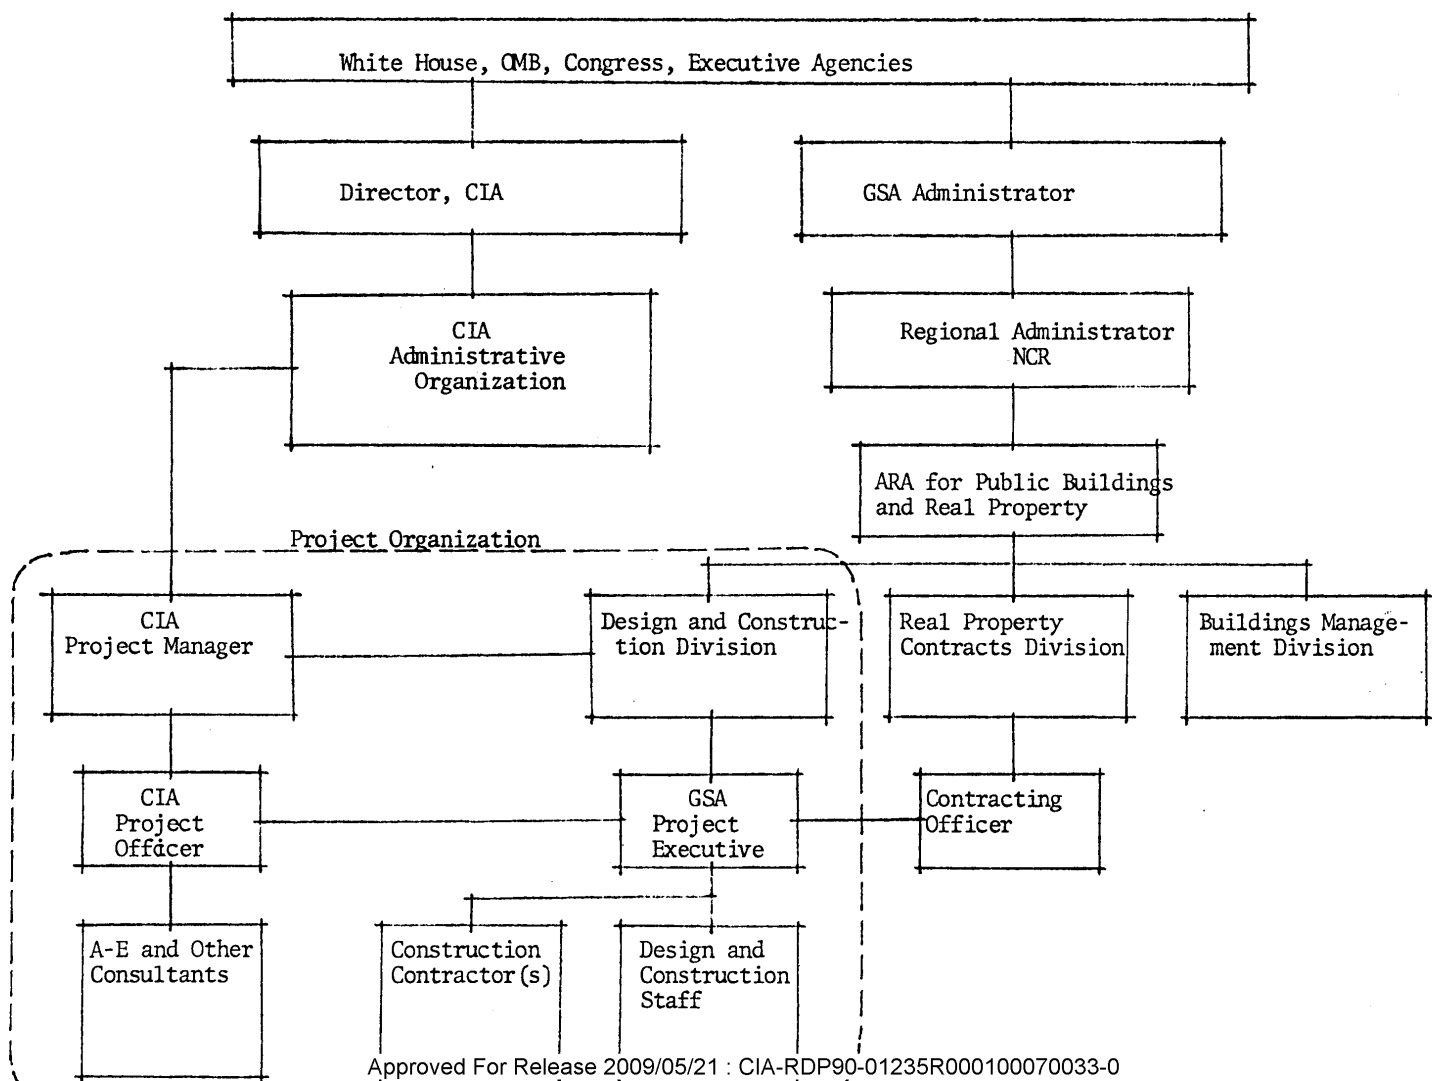 White House, OMB, Congress, Executive Agencies
Director, CIA
GSA Administrator
CIA
Administrative
Organization
Regional Administrator
NCR
ARA for Public Buildings
and Real Property
Project Organization
CIA
Project Manager
Design and Construc-
tion Division
Real Property
Contracts Division
Buildings Manage-
ment Division
CIA
Project
Officer
GSA
Project
Executive
Contracting
Officer
A-E and Other
Consultants
Construction
Contractor(s)
Design and
Construction
Staff
Approved For Release 2009/05/21 : CIA-RDP90-01235R000100070033-0